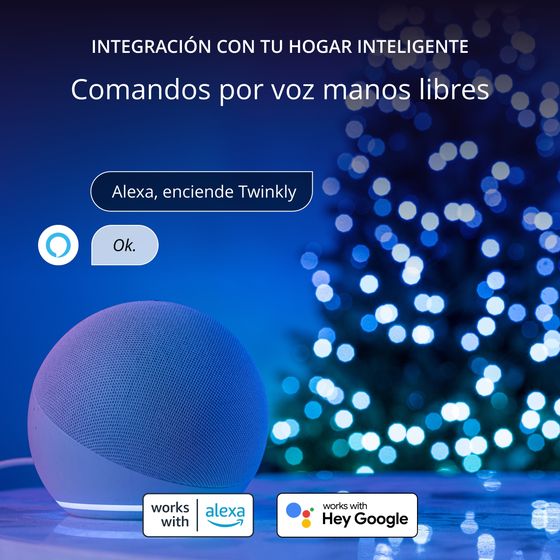 INTEGRACIÓN CON TU HOGAR INTELIGENTE
Comandos por voz manos libres
Alexa, enciende Twinkly
Ok.
works
with
alexa
works with
Hey Google